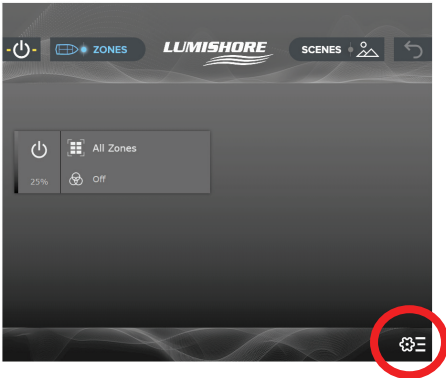 ZONES
LUMISHORE
SCENES
All Zones
25%
Off